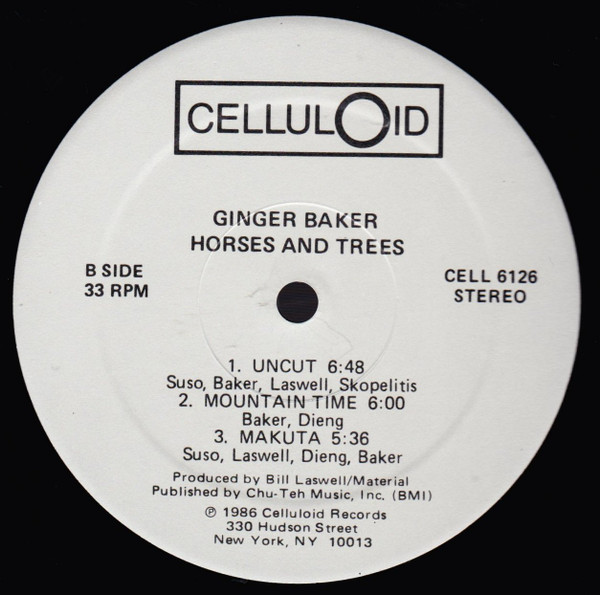 CELLULOID
GINGER BAKER
HORSES AND TREES
B SIDE
33 RPM
CELL 6126
STEREO
1. UNCUT 6:48
Suso, Baker, Laswell, Skopelitis
2. MOUNTAIN TIME 6:00
Baker, Dieng
3. MAKUTA 5:36
Suso, Laswell, Dieng, Baker
Produced by Bill Laswell/Material
Published by Chu-Teh Music, Inc. (BMI)
℗ 1986 Celluloid Records
330 Hudson Street
New York, NY 10013